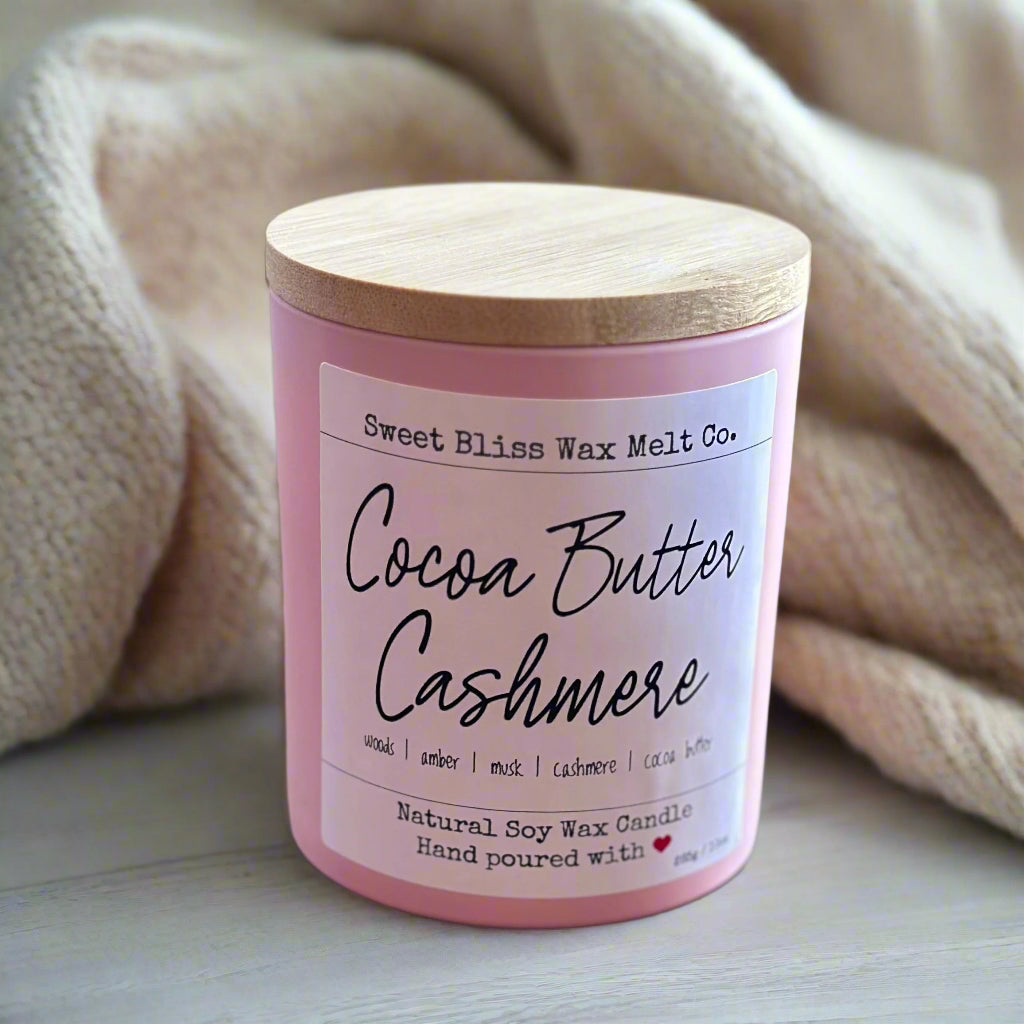 Sweet Bliss Wax Melt Co.
Cocoa Butter
Cashmere
woods | amber | musk | cashmere | cocoa butter
Natural Soy Wax Candle
Hand poured with ❤